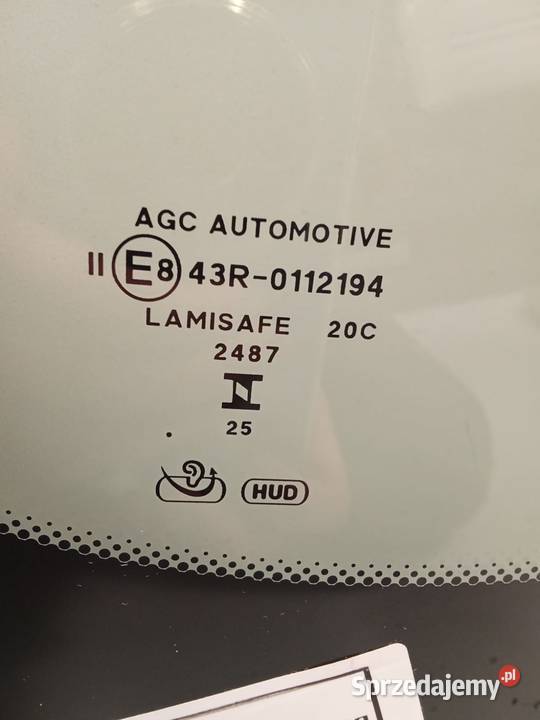 AGC AUTOMOTIVE
II E8 43R-0112194
LAMISAFE 20C
2487
N
25
HUD
Sprzedajemy.pl